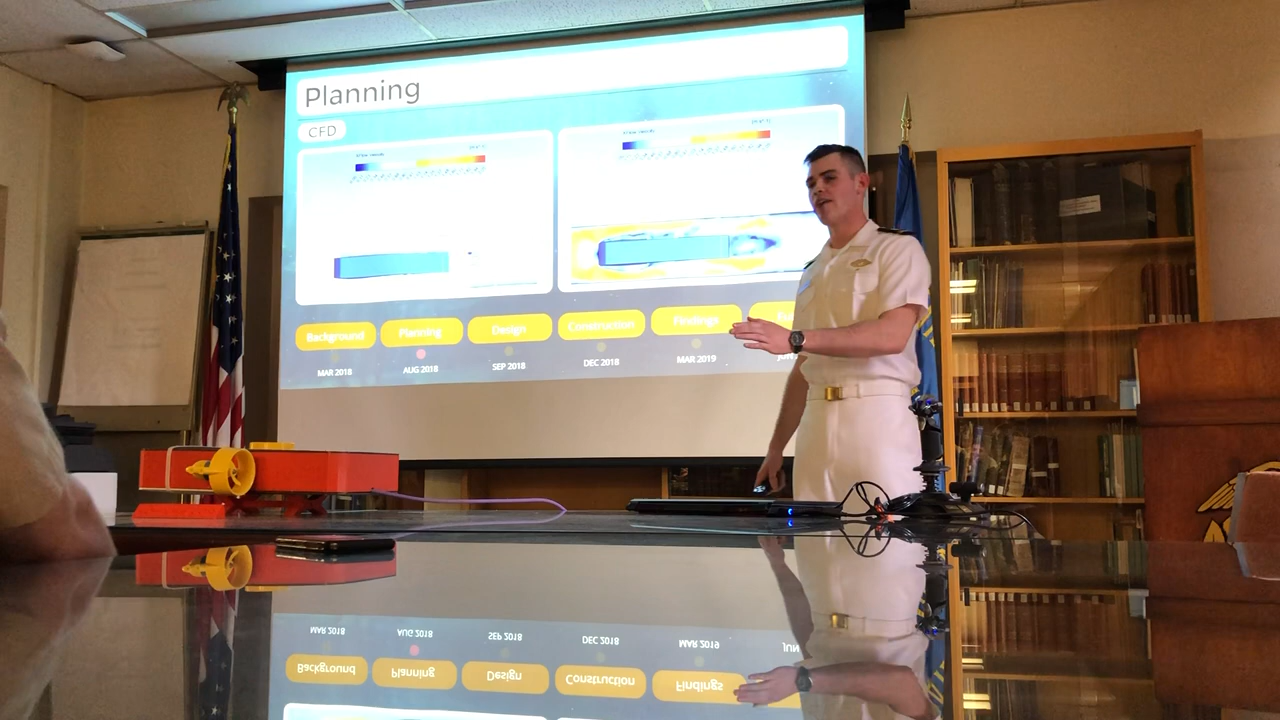 Planning
CFD
Background
Planning
Design
Construction
Findings
MAR 2018
AUG 2018
SEP 2018
DEC 2018
MAR 2019